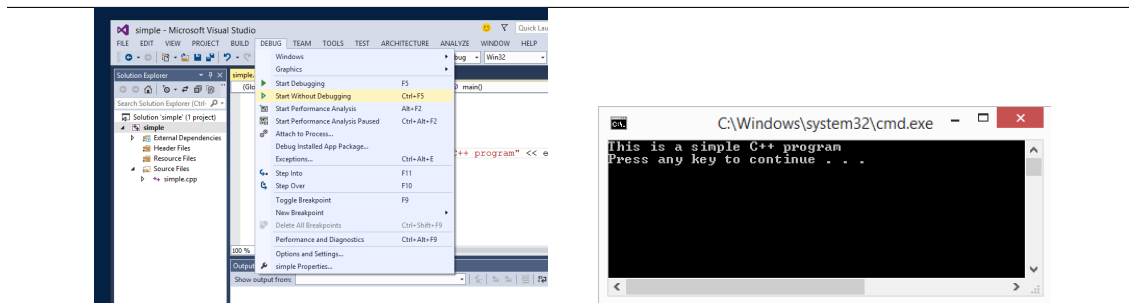 simple - Microsoft Visual Studio
Quick Lau
FILE EDIT VIEW PROJECT BUILD DEBUG TEAM TOOLS TEST ARCHITECTURE ANALYZE WINDOW HELP
bug Win32
Solution Explorer
Search Solution Explorer (Ctrl-
Solution 'simple' (1 project)
simple
External Dependencies
Header Files
Resource Files
Source Files
simple.cpp
simple.
(Glo
main()
Windows
Graphics
Start Debugging F5
Start Without Debugging Ctrl+F5
Start Performance Analysis Alt+F2
Start Performance Analysis Paused Ctrl+Alt+F2
Attach to Process...
Debug Installed App Package...
Exceptions... Ctrl+Alt+E
Step Into F11
Step Over F10
Toggle Breakpoint F9
New Breakpoint
Delete All Breakpoints Ctrl+Shift+F9
Performance and Diagnostics Ctrl+Alt+F9
Options and Settings...
simple Properties...
C++ program" << e
100 %
Output
Show output from:
C:\Windows\system32\cmd.exe
This is a simple C++ program
Press any key to continue . . .